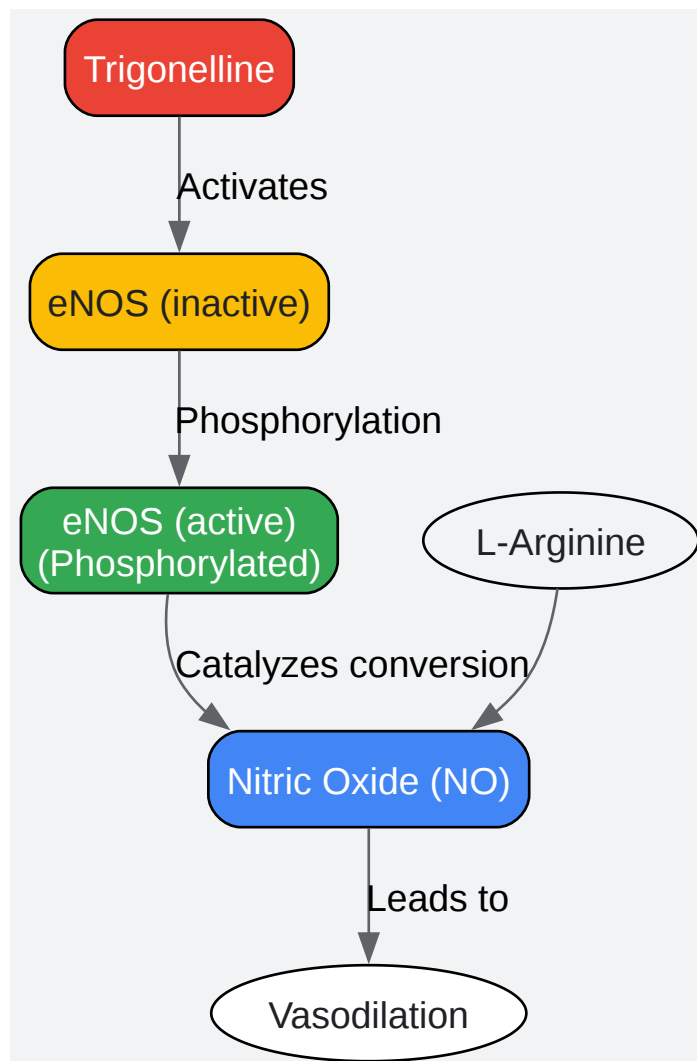 Trigonelline
Activates
eNOS (inactive)
Phosphorylation
eNOS (active)
(Phosphorylated)
L-Arginine
Catalyzes conversion
Nitric Oxide (NO)
Leads to
Vasodilation